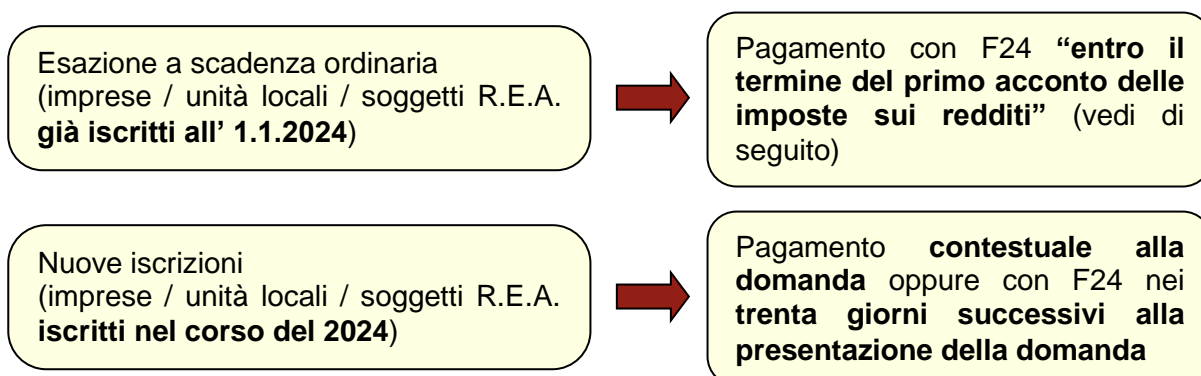 Esazione a scadenza ordinaria
(imprese / unità locali / soggetti R.E.A.
già iscritti all’ 1.1.2024)
Pagamento con F24 “entro il
termine del primo acconto delle
imposte sui redditi” (vedi di
seguito)
Nuove iscrizioni
(imprese / unità locali / soggetti R.E.A.
iscritti nel corso del 2024)
Pagamento contestuale alla
domanda oppure con F24 nei
trenta giorni successivi alla
presentazione della domanda